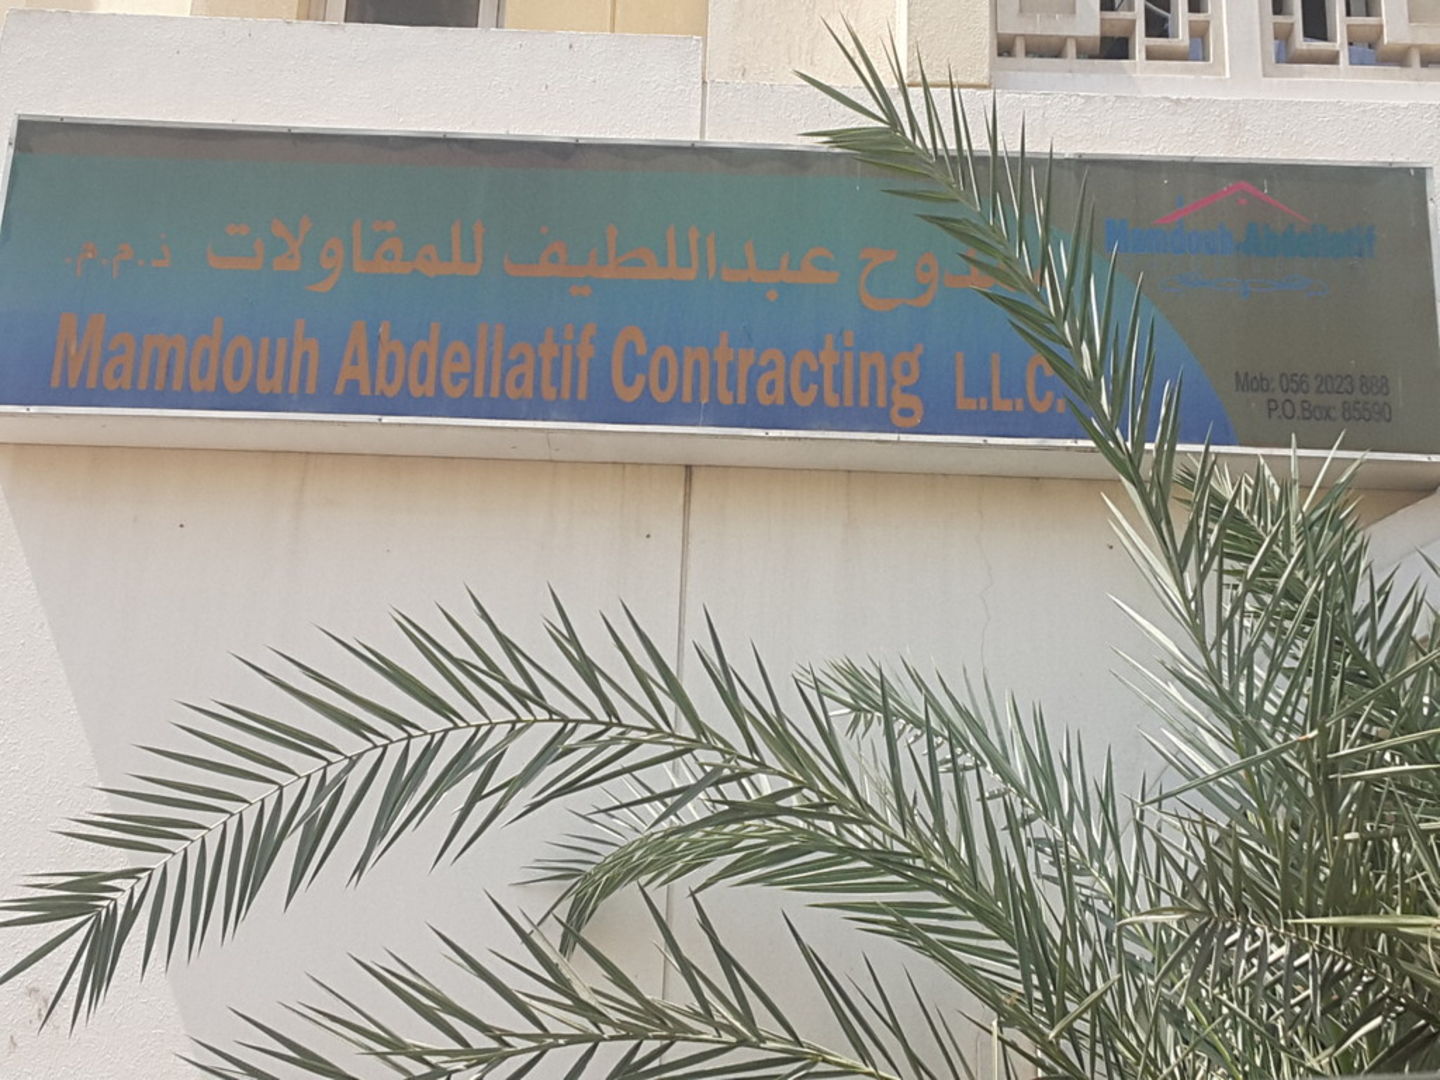 عبداللطيف للمقاولات ذ.م.م.
Mamdouh Abdellatif Contracting L.L.C.
Mamdouh Abdellatif
Mob: 056 2023 888
P.O.Box: 85590